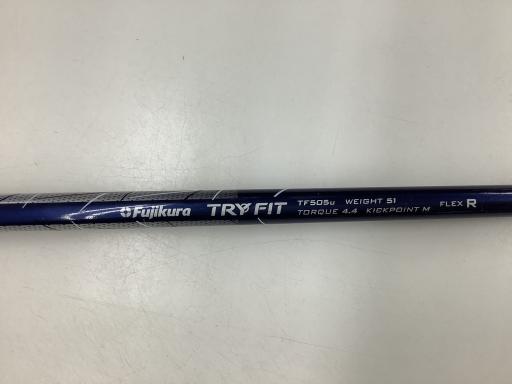 Fujikura TRY FIT TF505u WEIGHT 51
TORQUE 4.4 KICKPOINT M FLEX R